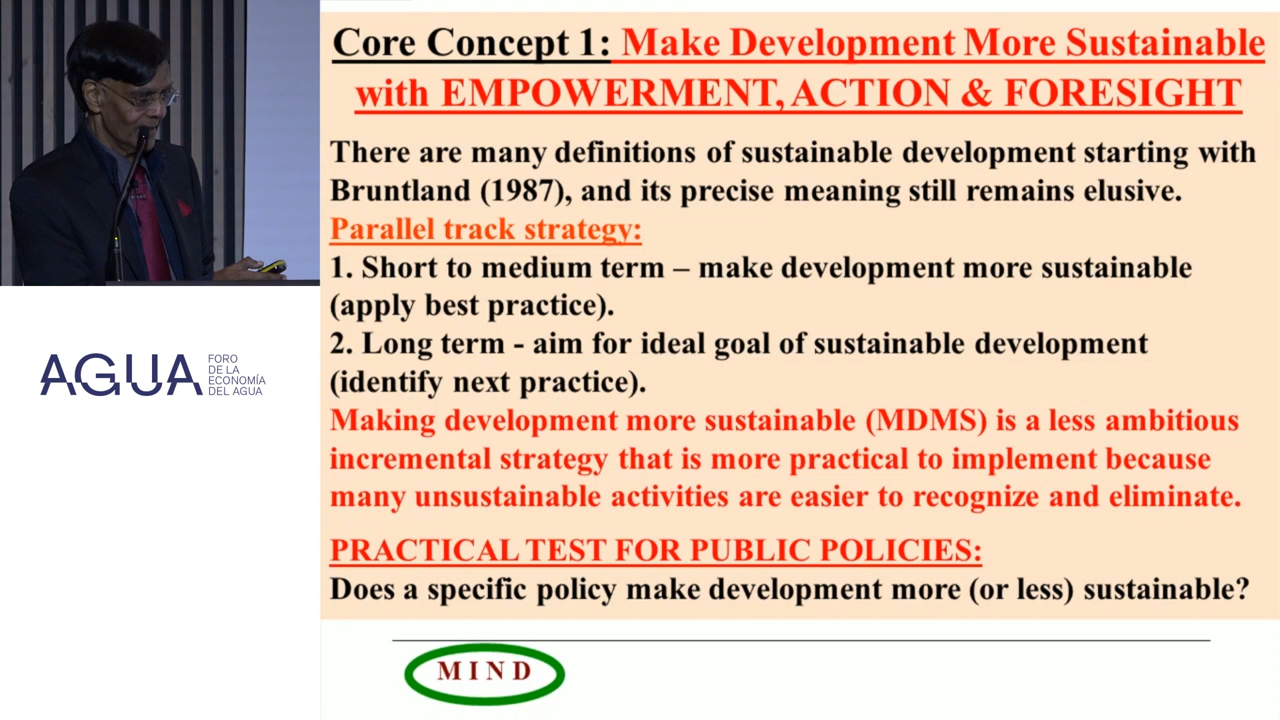 Core Concept 1: Make Development More Sustainable
with EMPOWERMENT, ACTION & FORESIGHT
There are many definitions of sustainable development starting with
Bruntland (1987), and its precise meaning still remains elusive.
Parallel track strategy:
1. Short to medium term – make development more sustainable
(apply best practice).
2. Long term - aim for ideal goal of sustainable development
(identify next practice).
Making development more sustainable (MDMS) is a less ambitious
incremental strategy that is more practical to implement because
many unsustainable activities are easier to recognize and eliminate.
PRACTICAL TEST FOR PUBLIC POLICIES:
Does a specific policy make development more (or less) sustainable?
M I N D
AGUA
FORO
DE LA
ECONOMÍA
DEL AGUA